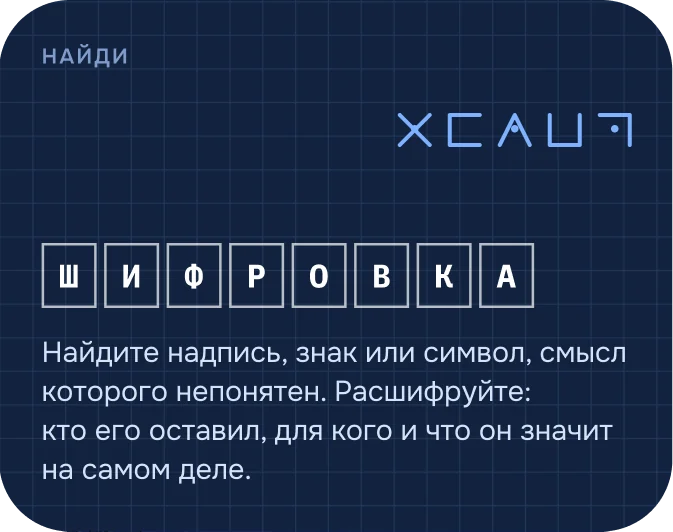 НАЙДИ
ШИФРОВКА
Найдите надпись, знак или символ, смысл
которого непонятен. Расшифруйте:
кто его оставил, для кого и что он значит
на самом деле.